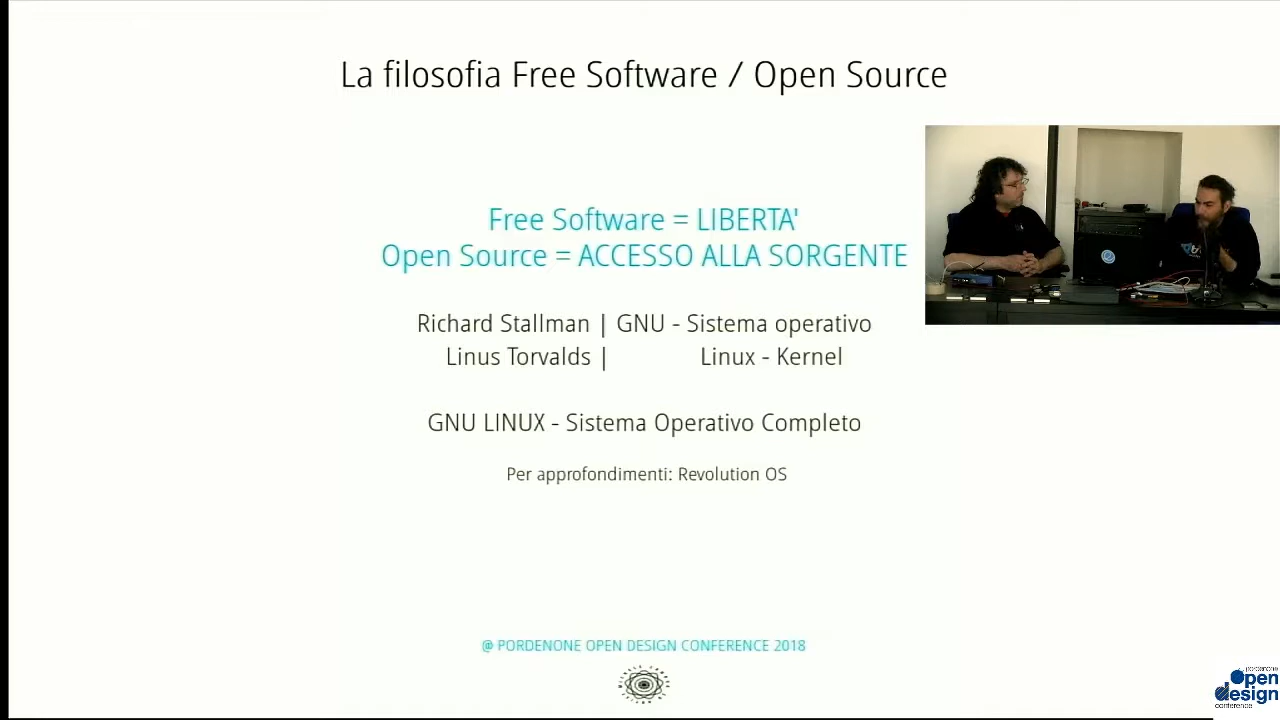 La filosofia Free Software / Open Source
Free Software = LIBERTA'
Open Source = ACCESSO ALLA SORGENTE
Richard Stallman | GNU - Sistema operativo
Linus Torvalds | Linux - Kernel
GNU LINUX - Sistema Operativo Completo
Per approfondimenti: Revolution OS
@ PORDENONE OPEN DESIGN CONFERENCE 2018
pordenone
open
design
conference